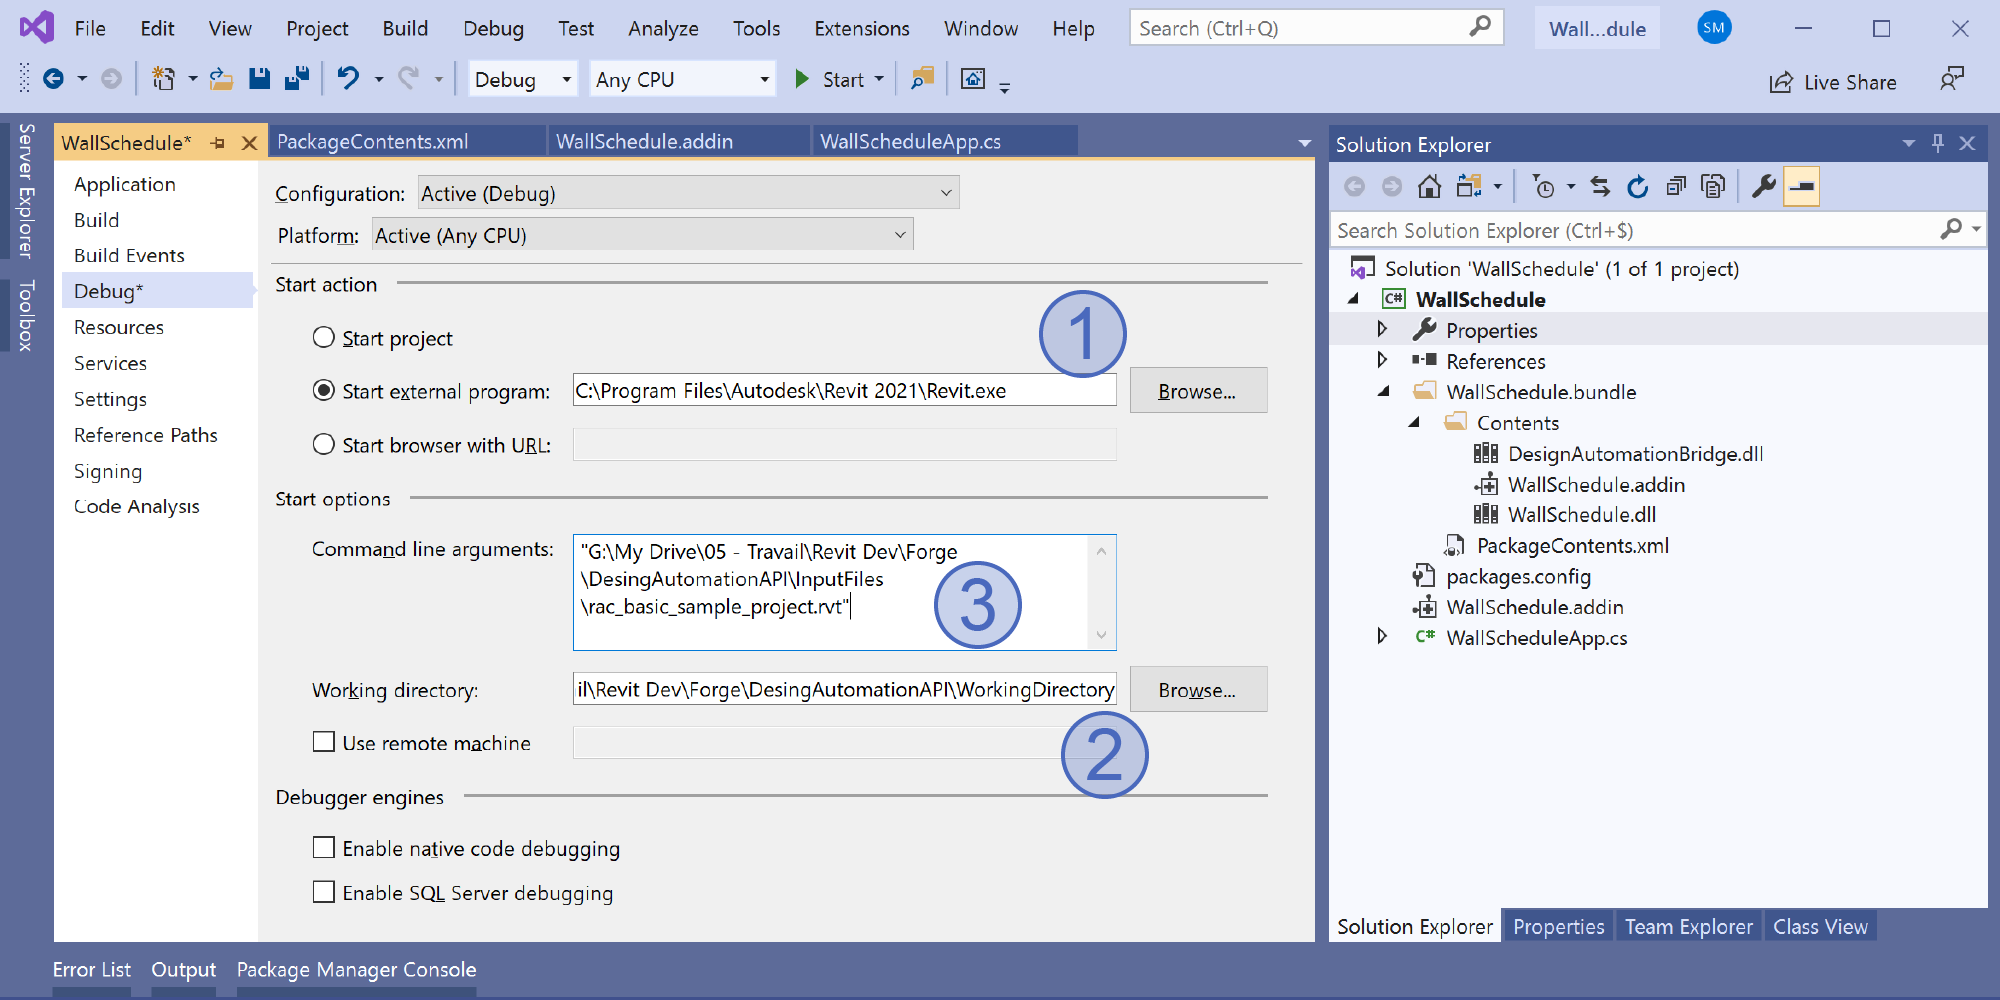 File Edit View Project Build Debug Test Analyze Tools Extensions Window Help Search (Ctrl+Q) Wall...dule SM
Debug Any CPU Start Live Share
Server Explorer
Toolbox
WallSchedule* PackageContents.xml WallSchedule.addin WallScheduleApp.cs
Application
Build
Build Events
Debug*
Resources
Services
Settings
Reference Paths
Signing
Code Analysis
Configuration: Active (Debug)
Platform: Active (Any CPU)
Start action
1
Start project
Start external program: C:\Program Files\Autodesk\Revit 2021\Revit.exe Browse...
Start browser with URL:
Start options
Command line arguments: "G:\My Drive\05 - Travail\Revit Dev\Forge
\DesingAutomationAPI\InputFiles
\rac_basic_sample_project.rvt"
3
Working directory: il\Revit Dev\Forge\DesingAutomationAPI\WorkingDirectory Browse...
Use remote machine
2
Debugger engines
Enable native code debugging
Enable SQL Server debugging
Solution Explorer
Search Solution Explorer (Ctrl+$)
Solution 'WallSchedule' (1 of 1 project)
C# WallSchedule
Properties
References
WallSchedule.bundle
Contents
DesignAutomationBridge.dll
WallSchedule.addin
WallSchedule.dll
PackageContents.xml
packages.config
WallSchedule.addin
C# WallScheduleApp.cs
Solution Explorer Properties Team Explorer Class View
Error List Output Package Manager Console